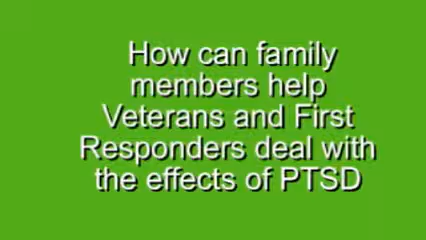 How can family
members help
Veterans and First
Responders deal with
the effects of PTSD